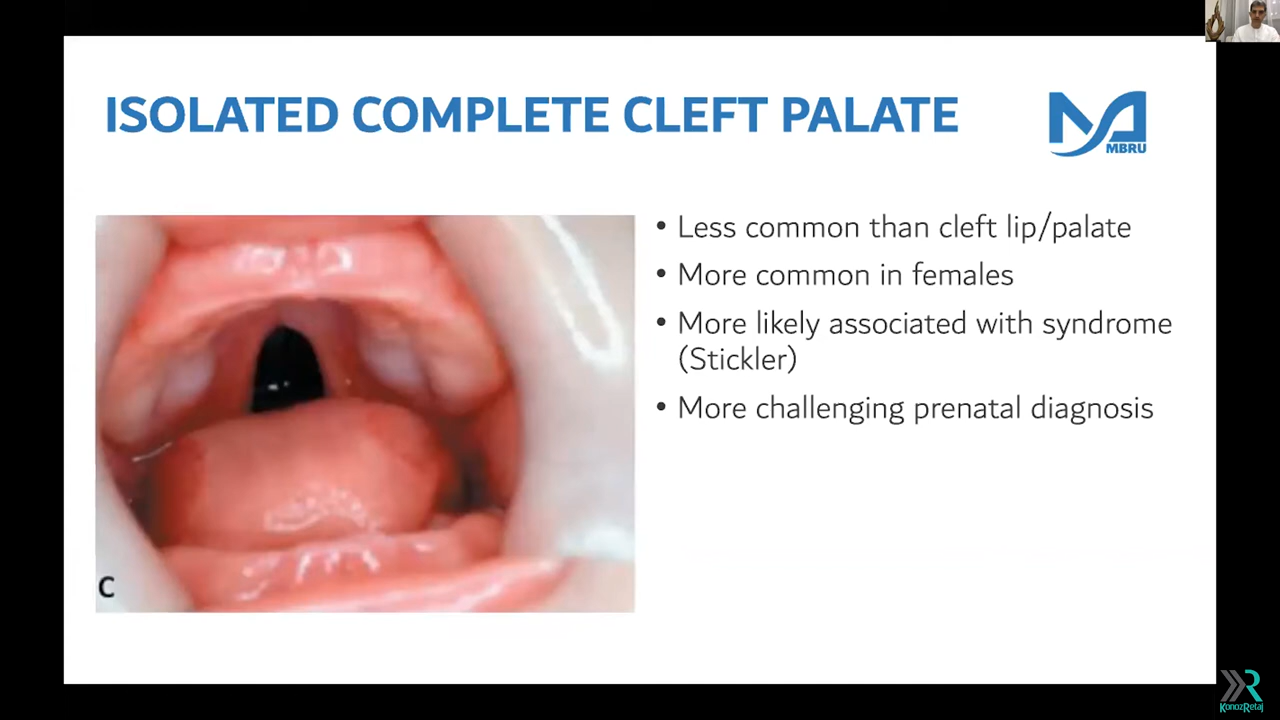 ISOLATED COMPLETE CLEFT PALATE
MBRU
• Less common than cleft lip/palate
• More common in females
• More likely associated with syndrome
(Stickler)
• More challenging prenatal diagnosis
C
R
KonozRetaj